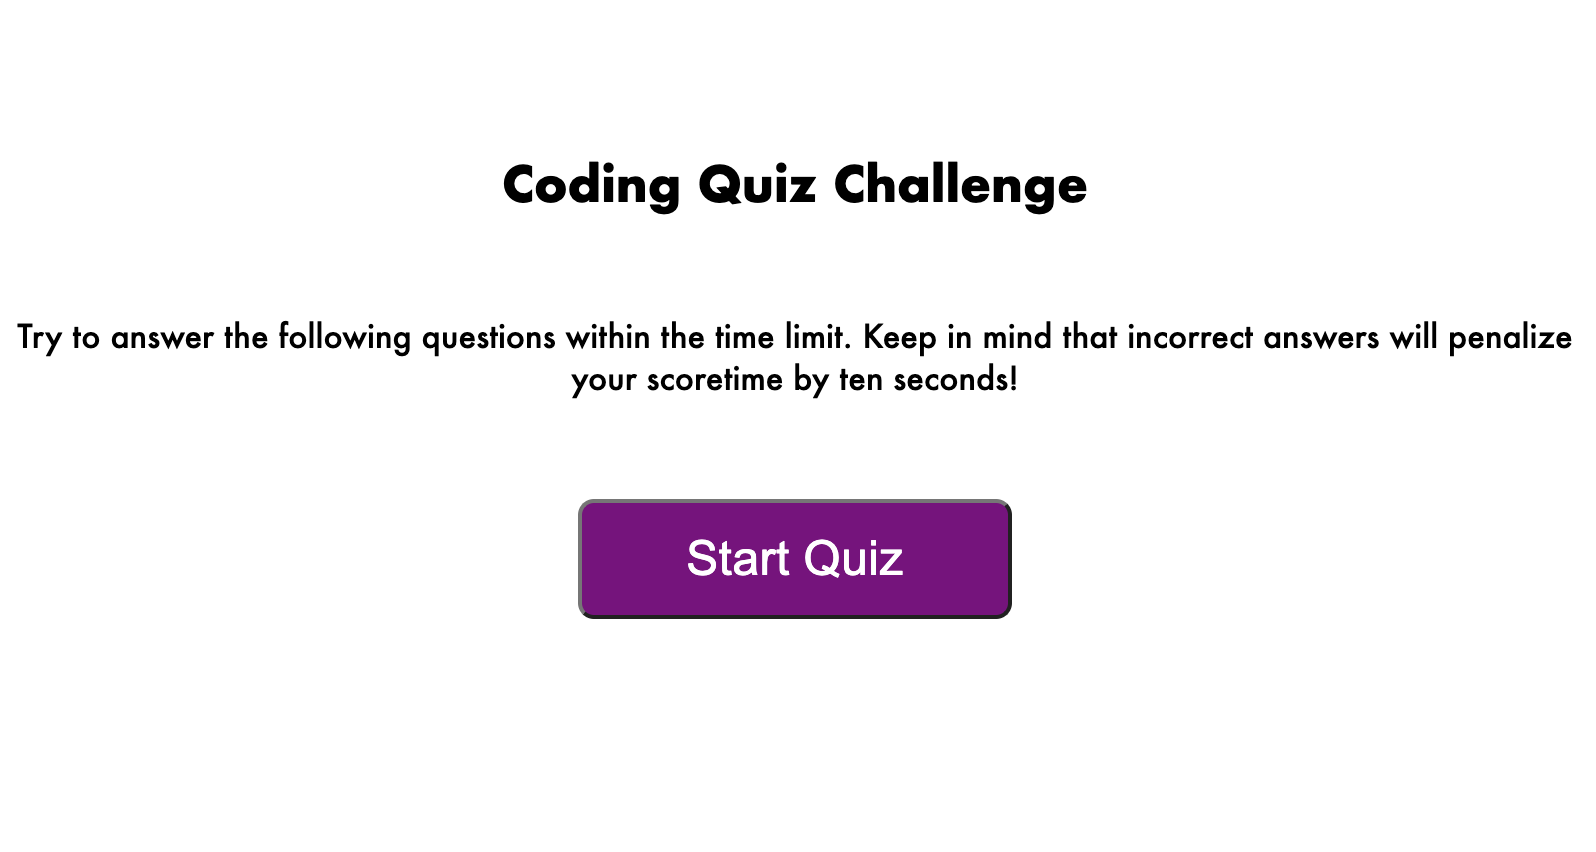 Coding Quiz Challenge
Try to answer the following questions within the time limit. Keep in mind that incorrect answers will penalize
your scoretime by ten seconds!
Start Quiz